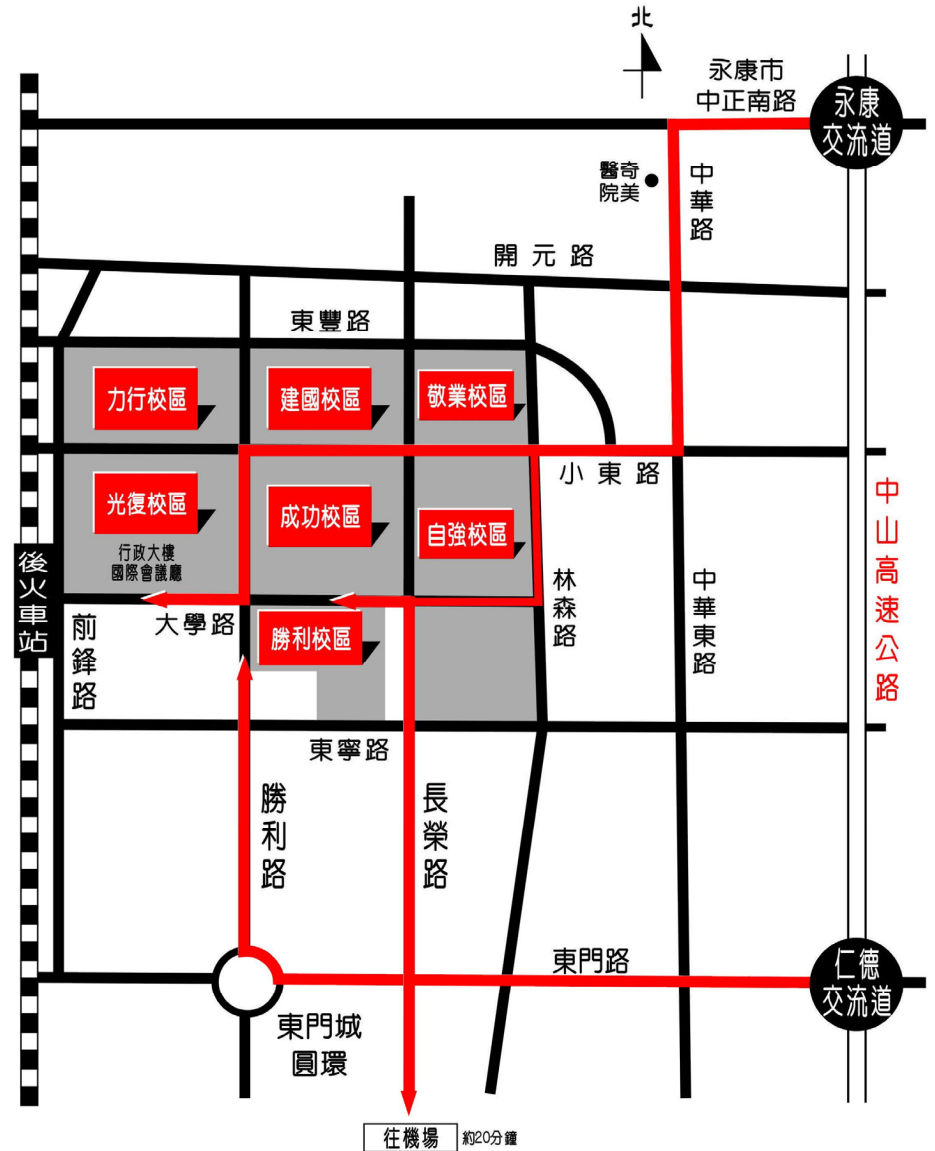 北
永康市
中正南路
永康
交流道
醫奇
院美
中華路
開元路
東豐路
力行校區
建國校區
敬業校區
小東路
光復校區
成功校區
自強校區
行政大樓
國際會議廳
中山高速公路
後火車站
前鋒路
大學路
勝利校區
林森路
中華東路
東寧路
勝利路
長榮路
東門路
仁德
交流道
東門城
圓環
往機場
約20分鐘